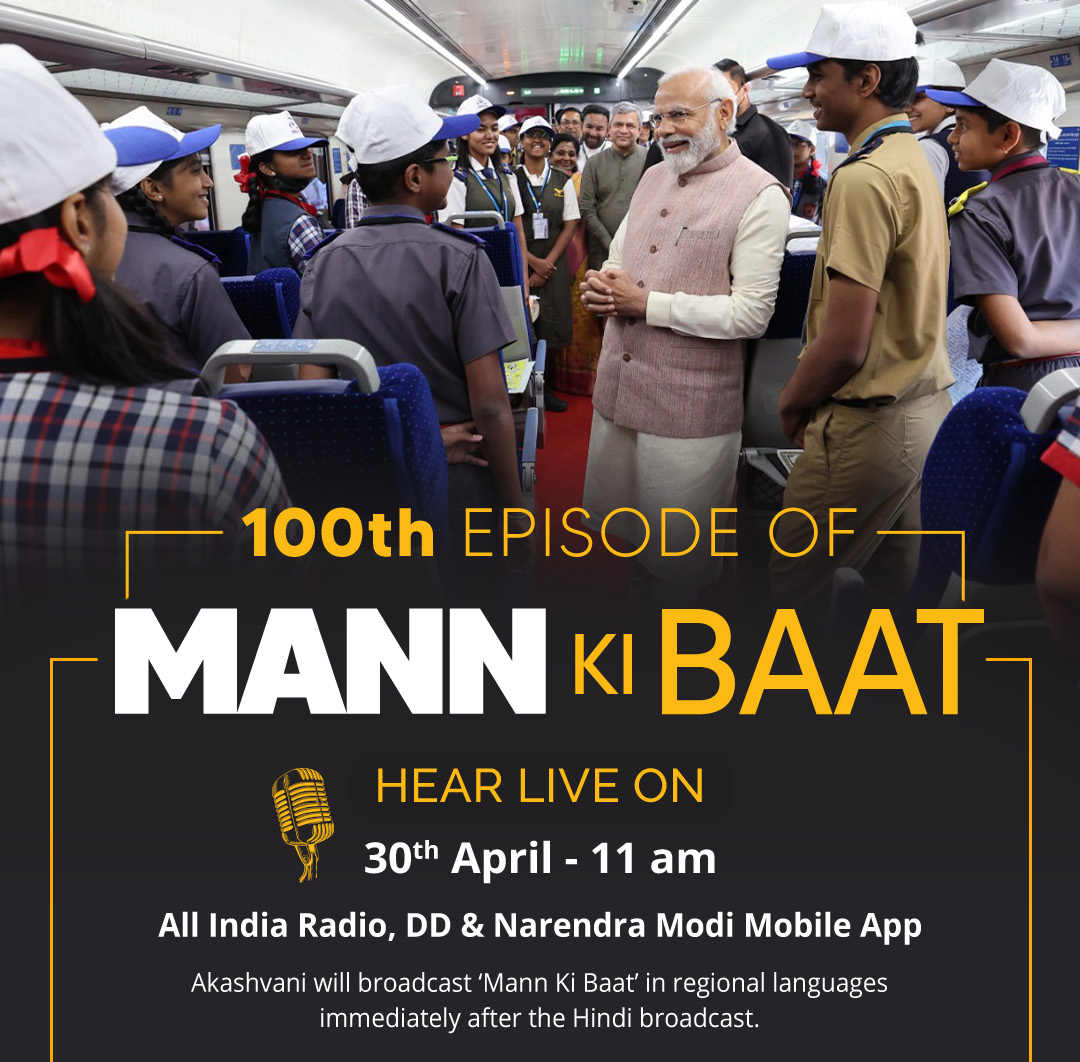 100th EPISODE OF
MANN KI BAAT
HEAR LIVE ON
30th April - 11 am
All India Radio, DD & Narendra Modi Mobile App
Akashvani will broadcast ‘Mann Ki Baat’ in regional languages
immediately after the Hindi broadcast.